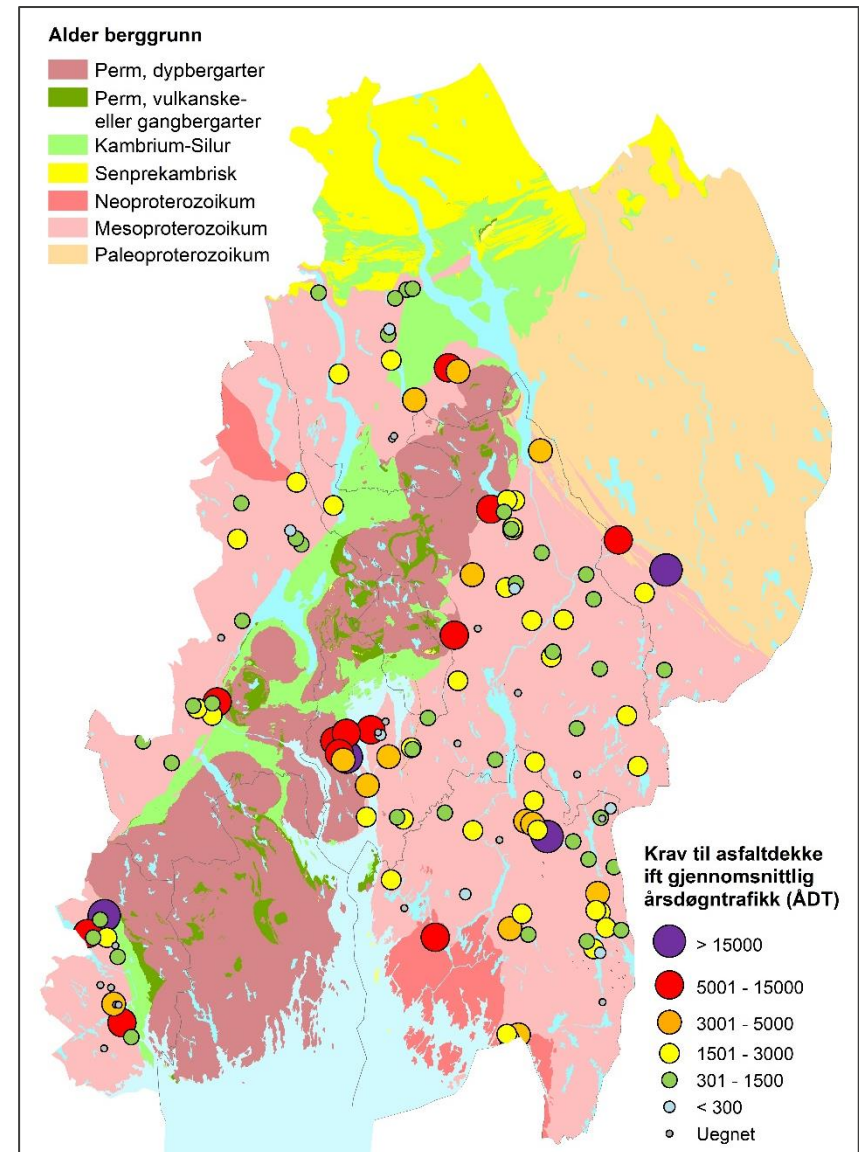 Alder berggrunn
Perm, dypbergarter
Perm, vulkanske-
eller gangbergarter
Kambrium-Silur
Senprekambrisk
Neoproterozoikum
Mesoproterozoikum
Paleoproterozoikum
Krav til asfaltdekke
ift gjennomsnittlig
årsdøgntrafikk (ÅDT)
> 15000
5001 - 15000
3001 - 5000
1501 - 3000
301 - 1500
< 300
Uegnet